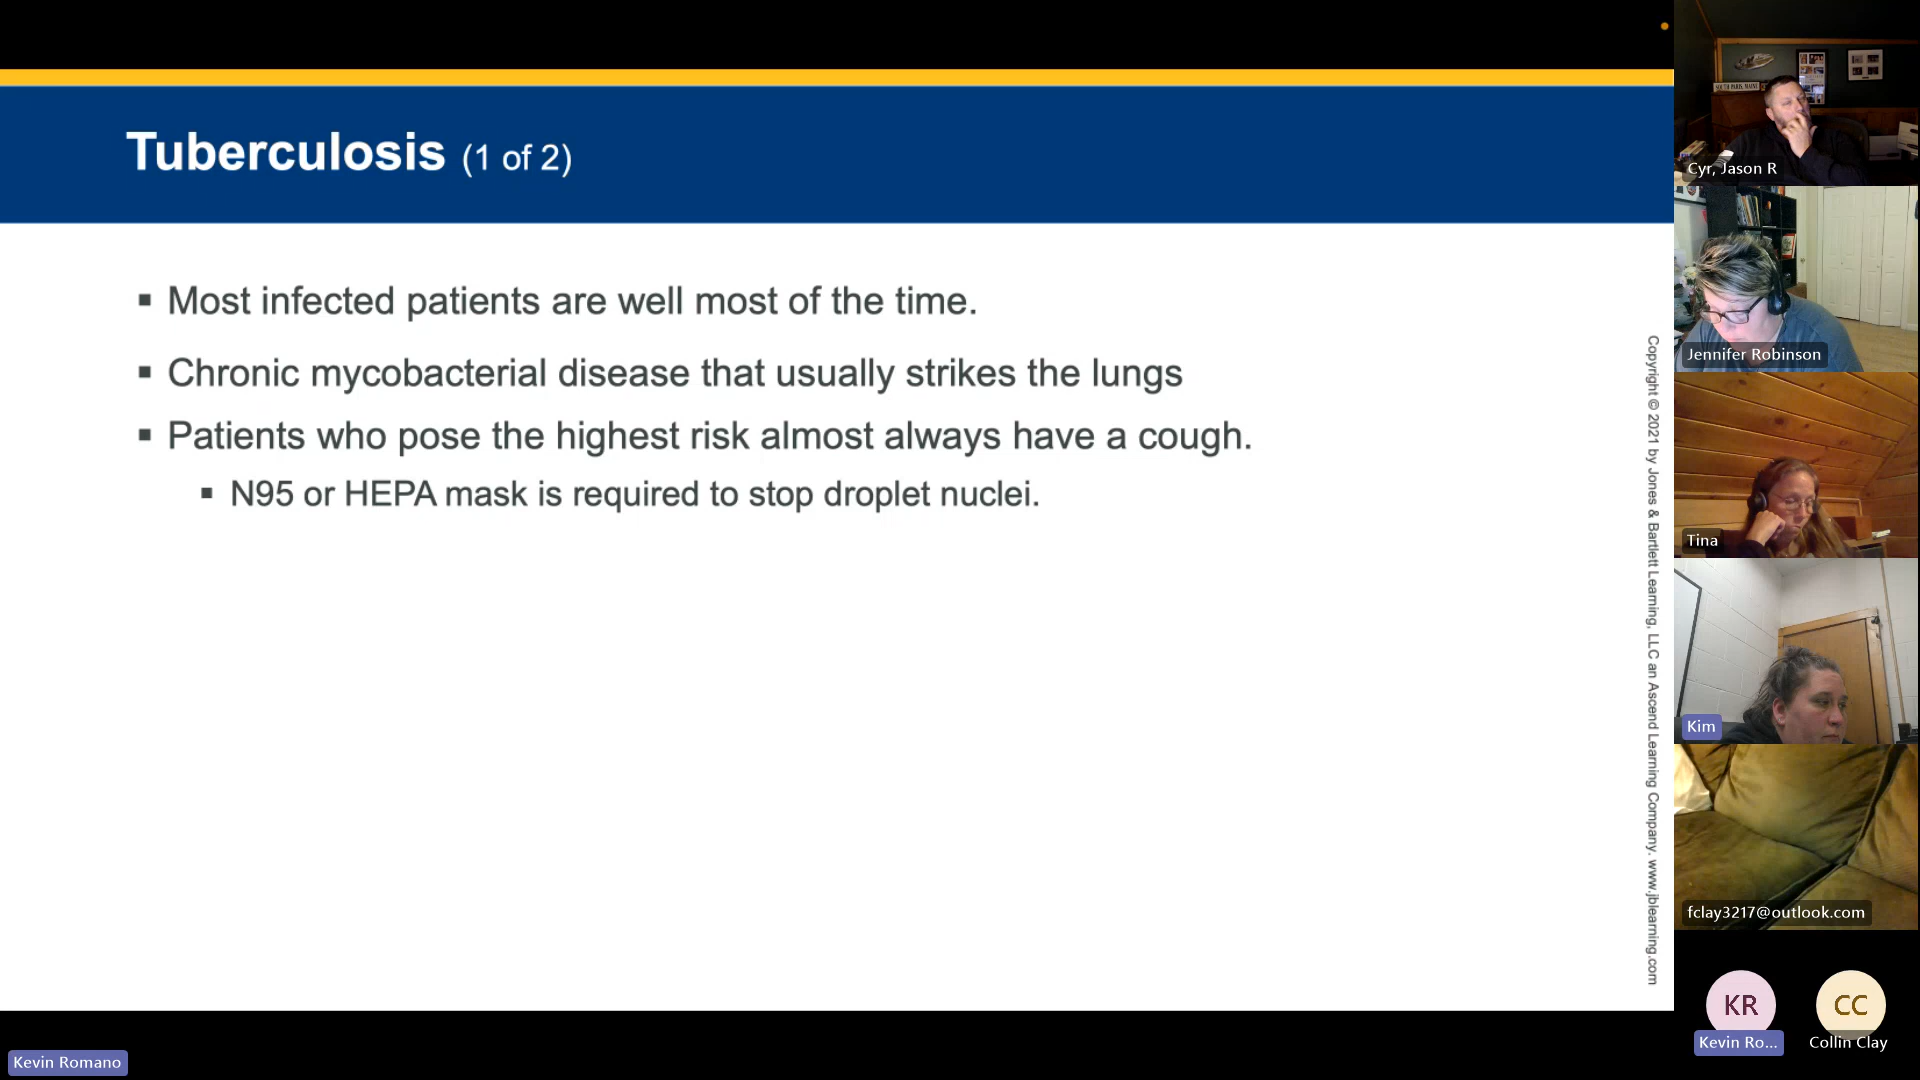 Tuberculosis (1 of 2)
▪ Most infected patients are well most of the time.
▪ Chronic mycobacterial disease that usually strikes the lungs
▪ Patients who pose the highest risk almost always have a cough.
▪ N95 or HEPA mask is required to stop droplet nuclei.
Copyright © 2021 by Jones & Bartlett Learning, LLC an Ascend Learning Company. www.jblearning.com
SOUTH PARIS, MAINE
Cyr, Jason R
Jennifer Robinson
Tina
Kim
fclay3217@outlook.com
KR
Kevin Ro...
CC
Collin Clay
Kevin Romano